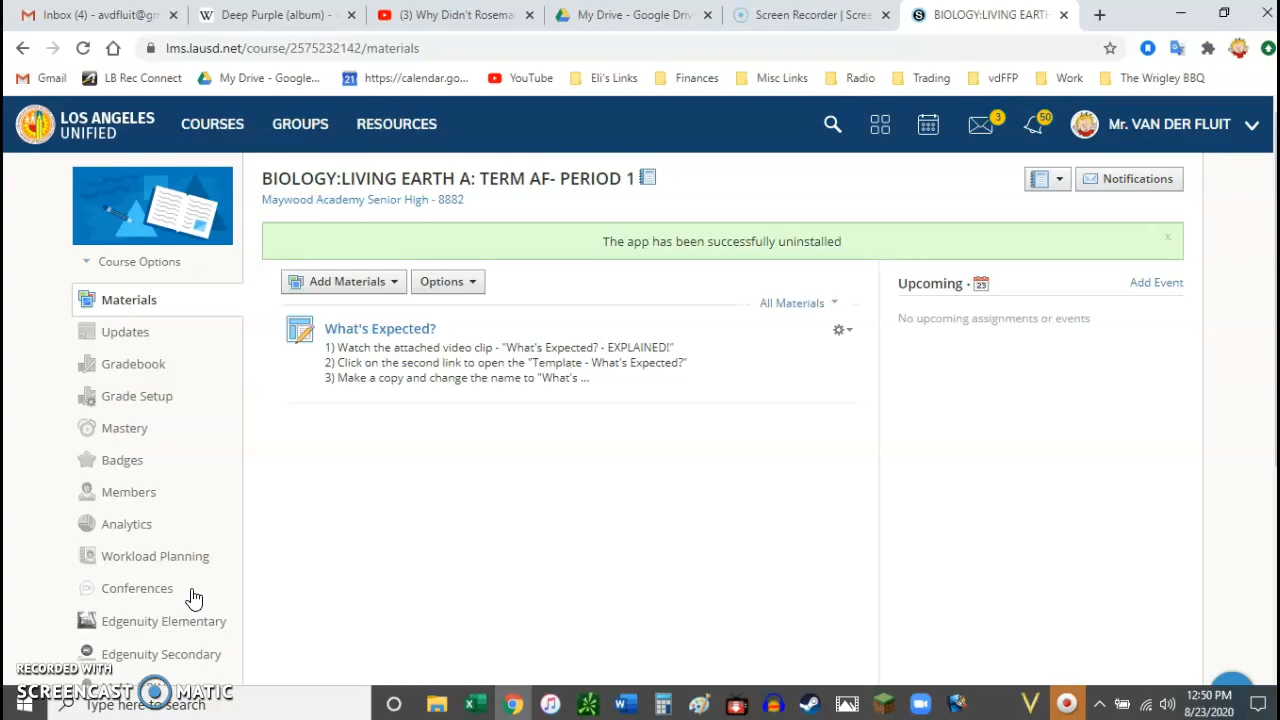 Inbox (4) - avdfluit@gm
Deep Purple (album) -
(3) Why Didn't Rosema
My Drive - Google Driv
Screen Recorder | Scree
BIOLOGY:LIVING EARTH
lms.lausd.net/course/2575232142/materials
Gmail
LB Rec Connect
My Drive - Google...
https://calendar.go...
YouTube
Eli's Links
Finances
Misc Links
Radio
Trading
vdFFP
Work
The Wrigley BBQ
LOS ANGELES
UNIFIED
COURSES
GROUPS
RESOURCES
3
50
Mr. VAN DER FLUIT
BIOLOGY:LIVING EARTH A: TERM AF- PERIOD 1
Maywood Academy Senior High - 8882
Notifications
The app has been successfully uninstalled
x
Course Options
Materials
Updates
Gradebook
Grade Setup
Mastery
Badges
Members
Analytics
Workload Planning
Conferences
Edgenuity Elementary
Edgenuity Secondary
Add Materials
Options
All Materials
What's Expected?
1) Watch the attached video clip - "What's Expected? - EXPLAINED!"
2) Click on the second link to open the "Template - What's Expected?"
3) Make a copy and change the name to "What's ...
Upcoming ·
23
Add Event
No upcoming assignments or events
RECORDED WITH
SCREENCAST MATIC
Type here to search
12:50 PM
8/23/2020